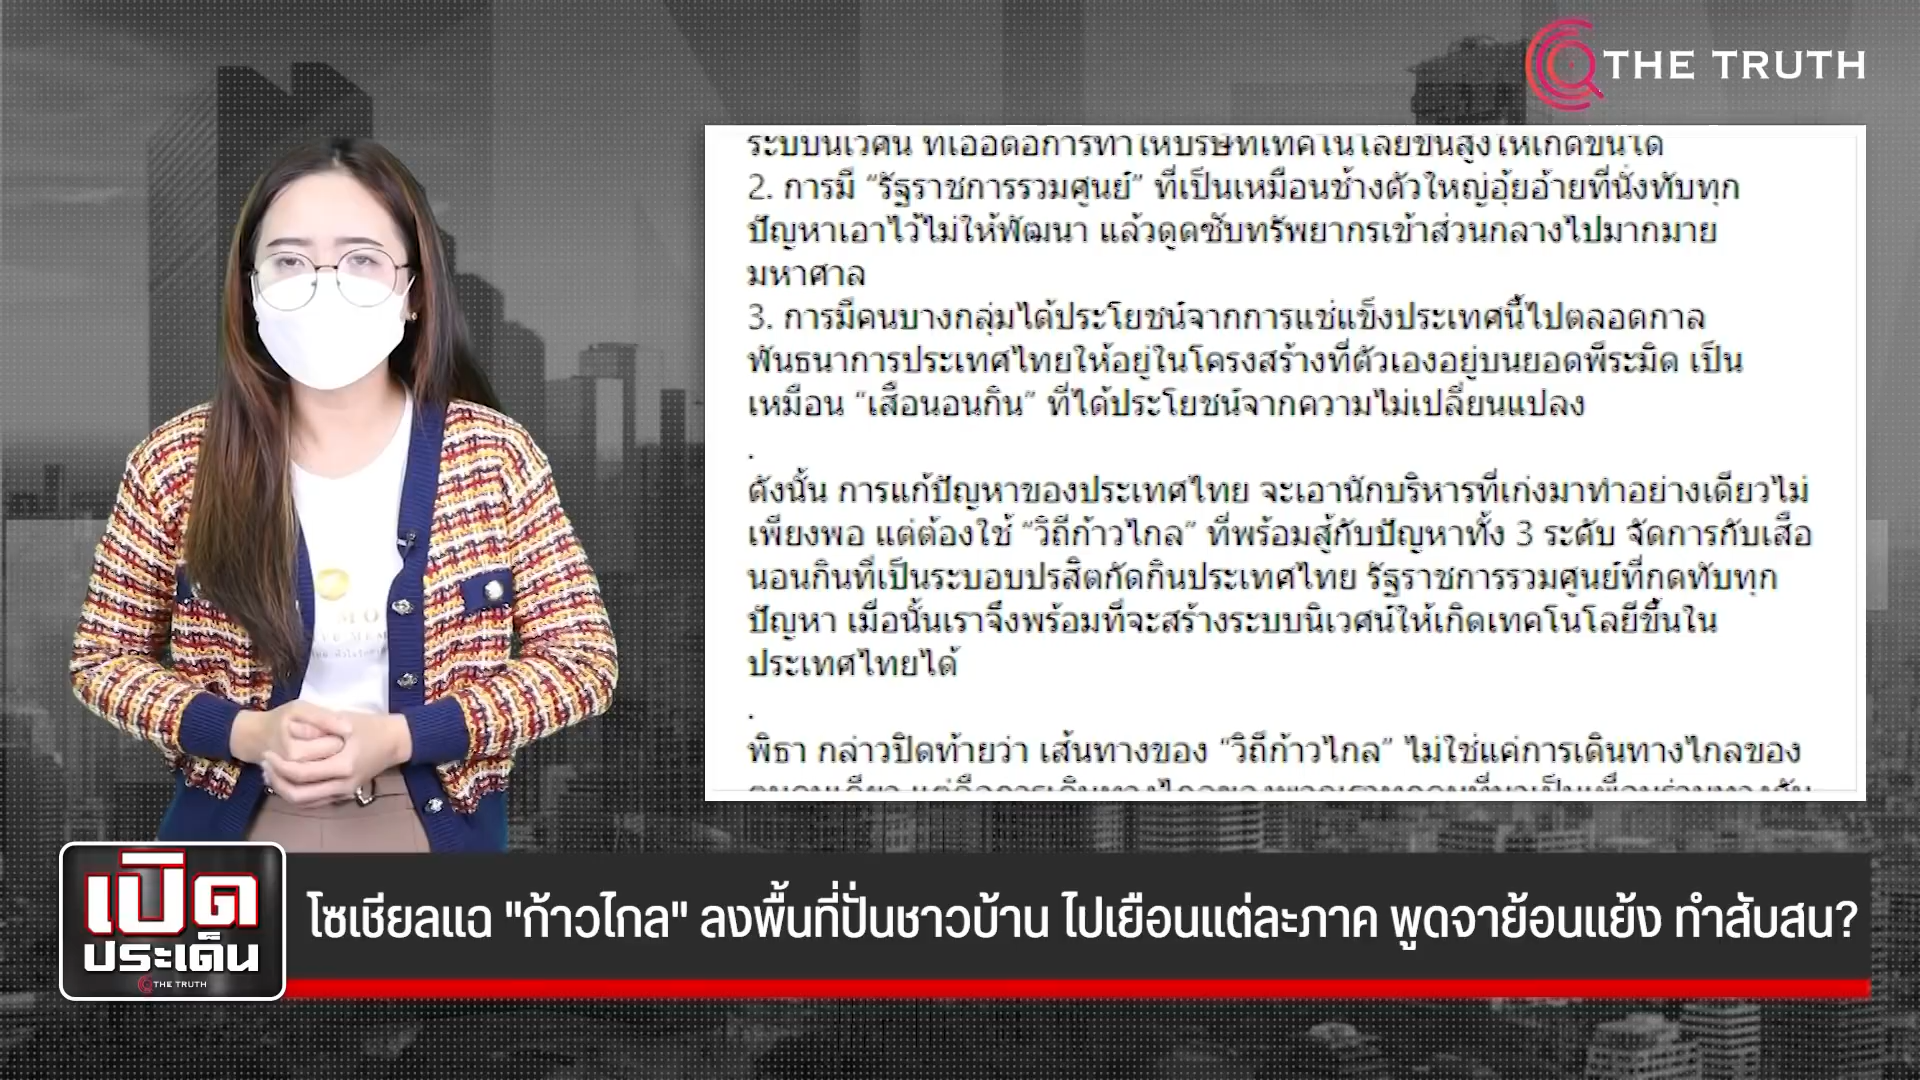 THE TRUTH
2. การมี “รัฐราชการรวมศูนย์” ที่เป็นเหมือนช้างตัวใหญ่อุ้ยอ้ายที่นั่งทับทุก
ปัญหาเอาไว้ไม่ให้พัฒนา แล้วดูดซับทรัพยากรเข้าส่วนกลางไปมากมาย
มหาศาล
3. การมีคนบางกลุ่มได้ประโยชน์จากการแช่แข็งประเทศนี้ไปตลอดกาล
พันธนาการประเทศไทยให้อยู่ในโครงสร้างที่ตัวเองอยู่บนยอดพีระมิด เป็น
เหมือน “เสือนอนกิน” ที่ได้ประโยชน์จากความไม่เปลี่ยนแปลง
.
ดังนั้น การแก้ปัญหาของประเทศไทย จะเอานักบริหารที่เก่งมาทำอย่างเดียวไม่
เพียงพอ แต่ต้องใช้ “วิถีก้าวไกล” ที่พร้อมสู้กับปัญหาทั้ง 3 ระดับ จัดการกับเสือ
นอนกินที่เป็นระบอบปรสิตกัดกินประเทศไทย รัฐราชการรวมศูนย์ที่กดทับทุก
ปัญหา เมื่อนั้นเราจึงพร้อมที่จะสร้างระบบนิเวศน์ให้เกิดเทคโนโลยีขึ้นใน
ประเทศไทยได้
.
พิธา กล่าวปิดท้ายว่า เส้นทางของ “วิถีก้าวไกล” ไม่ใช่แค่การเดินทางไกลของ
เปิด
ประเด็น
THE TRUTH
โซเชียลแฉ "ก้าวไกล" ลงพื้นที่ปั่นชาวบ้าน ไปเยือนแต่ละภาค พูดจาย้อนแย้ง ทำสับสน?